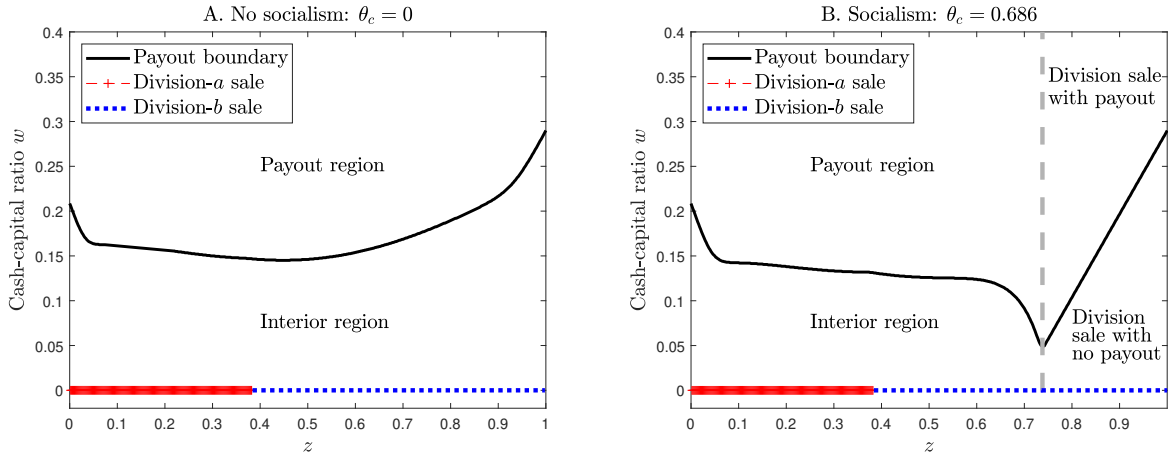 A. No socialism: θc = 0
Cash-capital ratio w
0.4
0.35
0.3
0.25
0.2
0.15
0.1
0.05
0
Payout boundary
Division-a sale
Division-b sale
Payout region
Interior region
0 0.1 0.2 0.3 0.4 0.5 0.6 0.7 0.8 0.9 1
z
B. Socialism: θc = 0.686
Cash-capital ratio w
0.4
0.35
0.3
0.25
0.2
0.15
0.1
0.05
0
Payout boundary
Division-a sale
Division-b sale
Division sale
with payout
Payout region
Interior region
Division
sale with
no payout
0 0.1 0.2 0.3 0.4 0.5 0.6 0.7 0.8 0.9 1
z